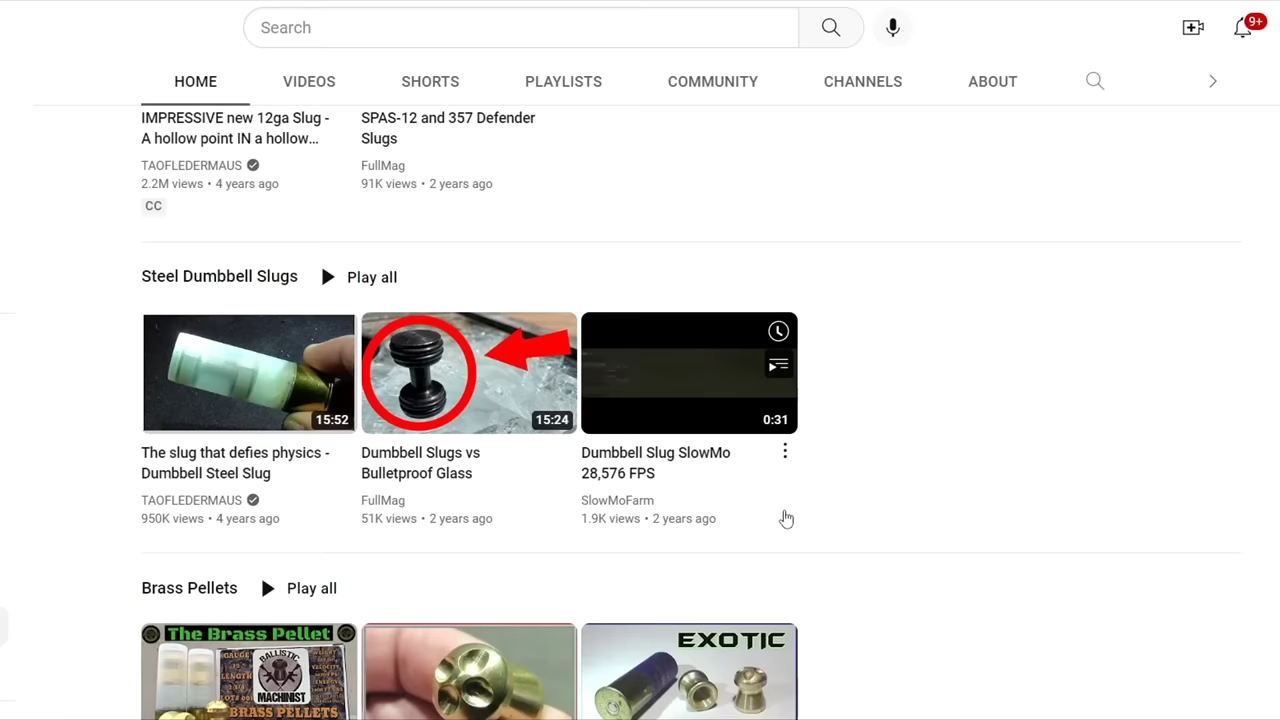 Search
9+
HOME VIDEOS SHORTS PLAYLISTS COMMUNITY CHANNELS ABOUT
IMPRESSIVE new 12ga Slug -
A hollow point IN a hollow...
TAOFLEDERMAUS
2.2M views • 4 years ago
CC
SPAS-12 and 357 Defender
Slugs
FullMag
91K views • 2 years ago
Steel Dumbbell Slugs Play all
15:52
The slug that defies physics -
Dumbbell Steel Slug
TAOFLEDERMAUS
950K views • 4 years ago
15:24
Dumbbell Slugs vs
Bulletproof Glass
FullMag
51K views • 2 years ago
0:31
Dumbbell Slug SlowMo
28,576 FPS
SlowMoFarm
1.9K views • 2 years ago
Brass Pellets Play all
The Brass Pellet
GAUGE
LENGTH
BALLISTIC
MACHINIST
BRASS PELLETS
EXOTIC